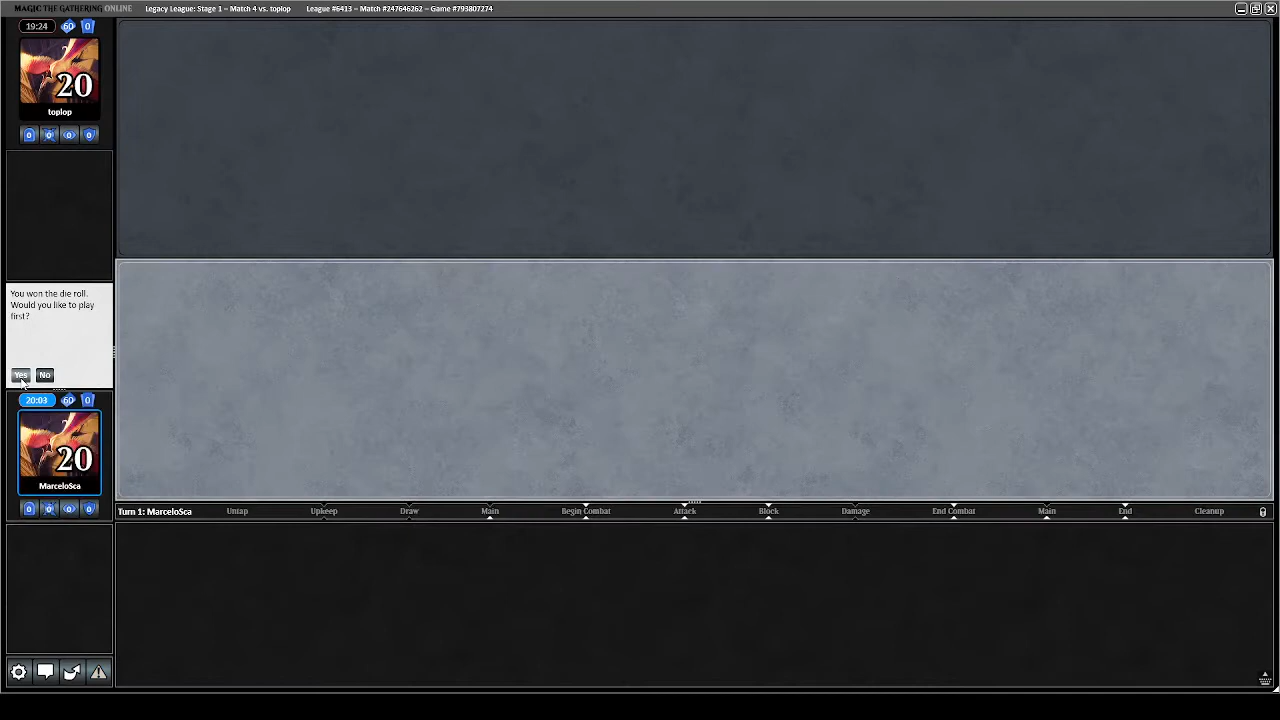 MAGIC THE GATHERING ONLINE Legacy League: Stage 1 – Match 4 vs. toplop League #6413 – Match #247646262 – Game #793807274
19:24 60 0
20
toplop
0 0 0 0
You won the die roll.
Would you like to play
first?
Yes No
20:03 60 0
20
MarceloSca
0 0 0 0
Turn 1: MarceloSca Untap Upkeep Draw Main Begin Combat Attack Block Damage End Combat Main End Cleanup